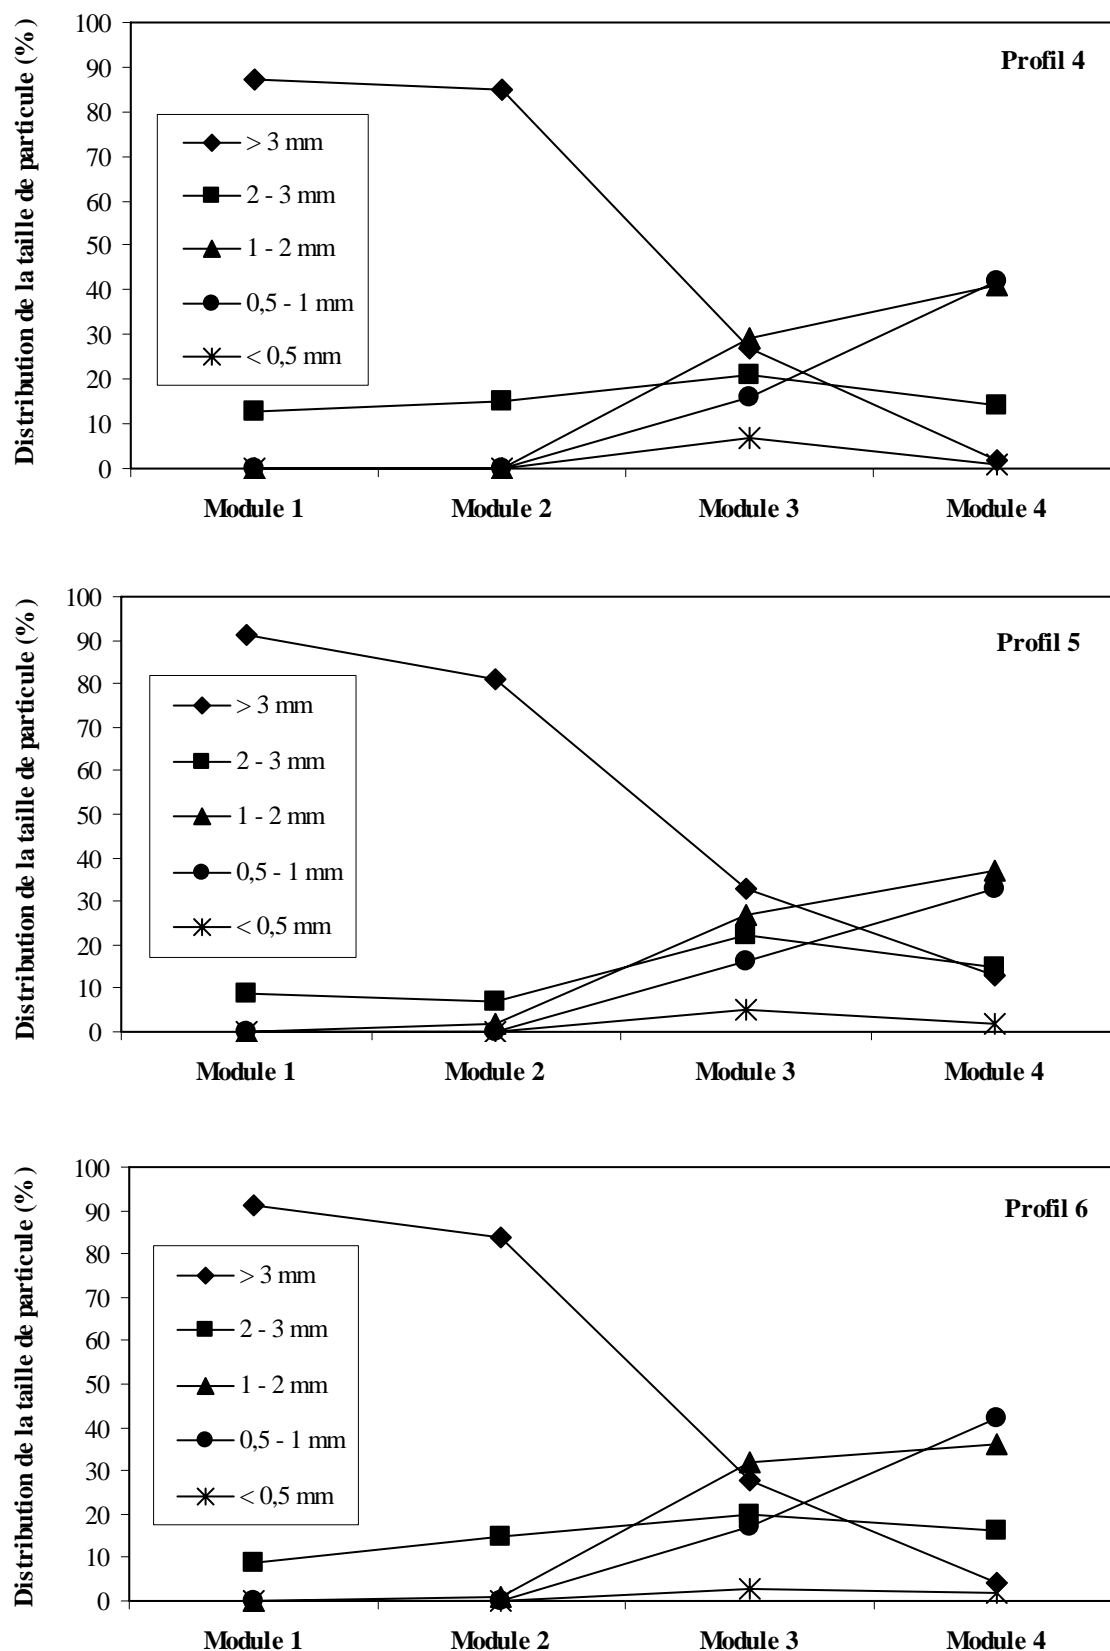 Distribution de la taille de particule (%)
100
90
80
70
60
50
40
30
20
10
0
Profil 4
> 3 mm
2 - 3 mm
1 - 2 mm
0,5 - 1 mm
< 0,5 mm
Module 1 Module 2 Module 3 Module 4
Distribution de la taille de particule (%)
100
90
80
70
60
50
40
30
20
10
0
Profil 5
> 3 mm
2 - 3 mm
1 - 2 mm
0,5 - 1 mm
< 0,5 mm
Module 1 Module 2 Module 3 Module 4
Distribution de la taille de particule (%)
100
90
80
70
60
50
40
30
20
10
0
Profil 6
> 3 mm
2 - 3 mm
1 - 2 mm
0,5 - 1 mm
< 0,5 mm
Module 1 Module 2 Module 3 Module 4